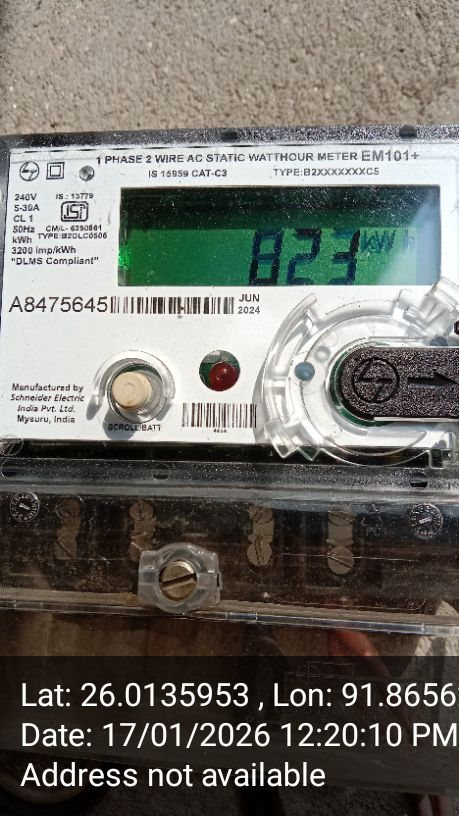 1 PHASE 2 WIRE AC STATIC WATTHOUR METER EM101+
IS 15959 CAT-C3 TYPE:B2XXXXXXXC5
240V
5-30A
CL 1
50Hz
kWh
IS : 13779
ISI
CM/L- 6250861
TYPE:B2DLC0506
3200 imp/kWh
"DLMS Compliant"
823 kWh
A8475645
JUN
2024
Manufactured by
Schneider Electric
India Pvt. Ltd.
Mysuru, India
SCROLL/BATT
Lat: 26.0135953 , Lon: 91.8656
Date: 17/01/2026 12:20:10 PM
Address not available